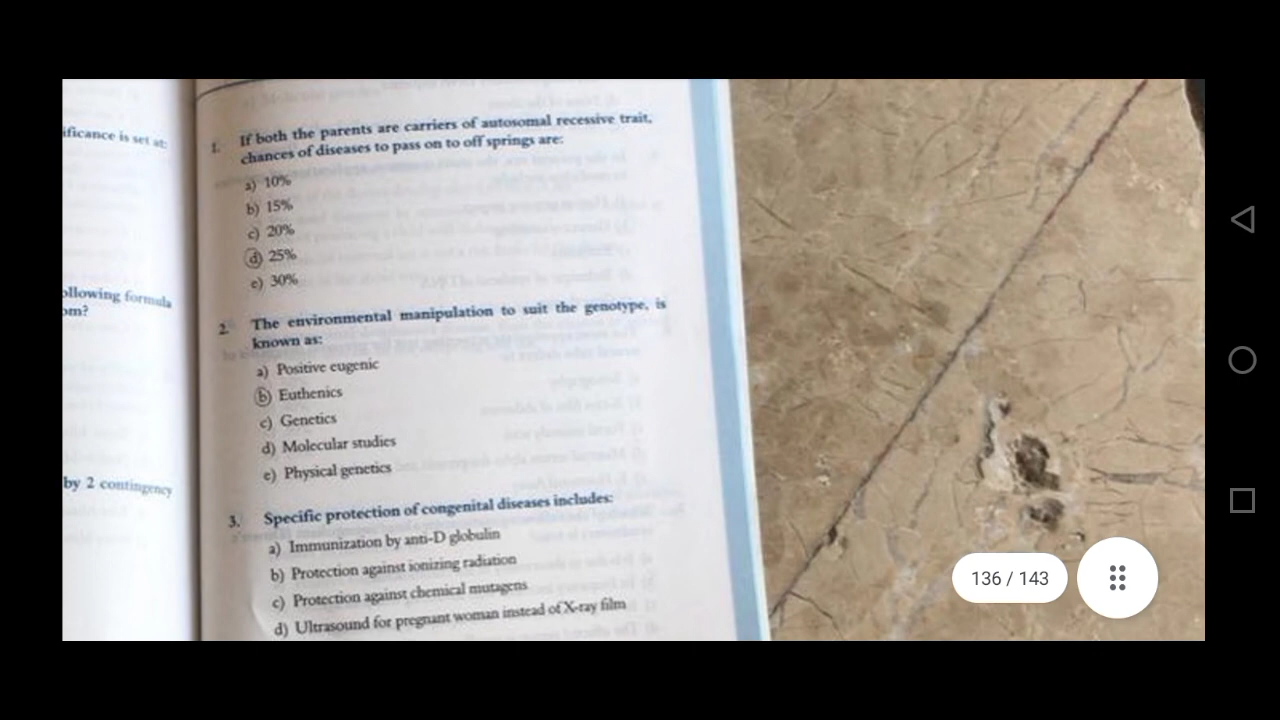 ificance is set at:
ollowing formula
om?
by 2 contingency
1. If both the parents are carriers of autosomal recessive trait,
chances of diseases to pass on to off springs are:
a) 10%
b) 15%
c) 20%
d) 25%
e) 30%
2. The environmental manipulation to suit the genotype, is
known as:
a) Positive eugenic
b) Euthenics
c) Genetics
d) Molecular studies
e) Physical genetics
3. Specific protection of congenital diseases includes:
a) Immunization by anti-D globulin
b) Protection against ionizing radiation
c) Protection against chemical mutagens
d) Ultrasound for pregnant woman instead of X-ray film
136 / 143